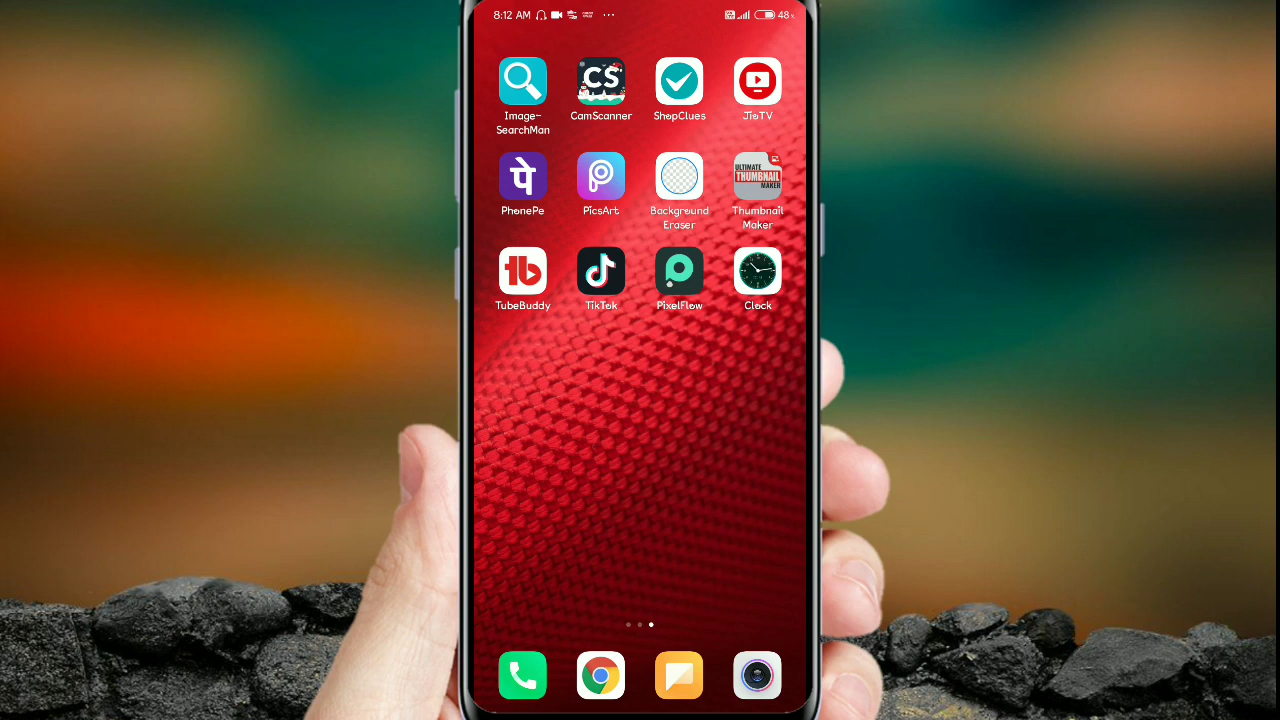 8:12 AM
48
Image-
SearchMan
CS
CamScanner
ShopClues
JioTV
पे
PhonePe
PicsArt
Background
Eraser
ULTIMATE
THUMBNAIL
MAKER
Thumbnail
Maker
TubeBuddy
TikTok
PixelFlow
Clock